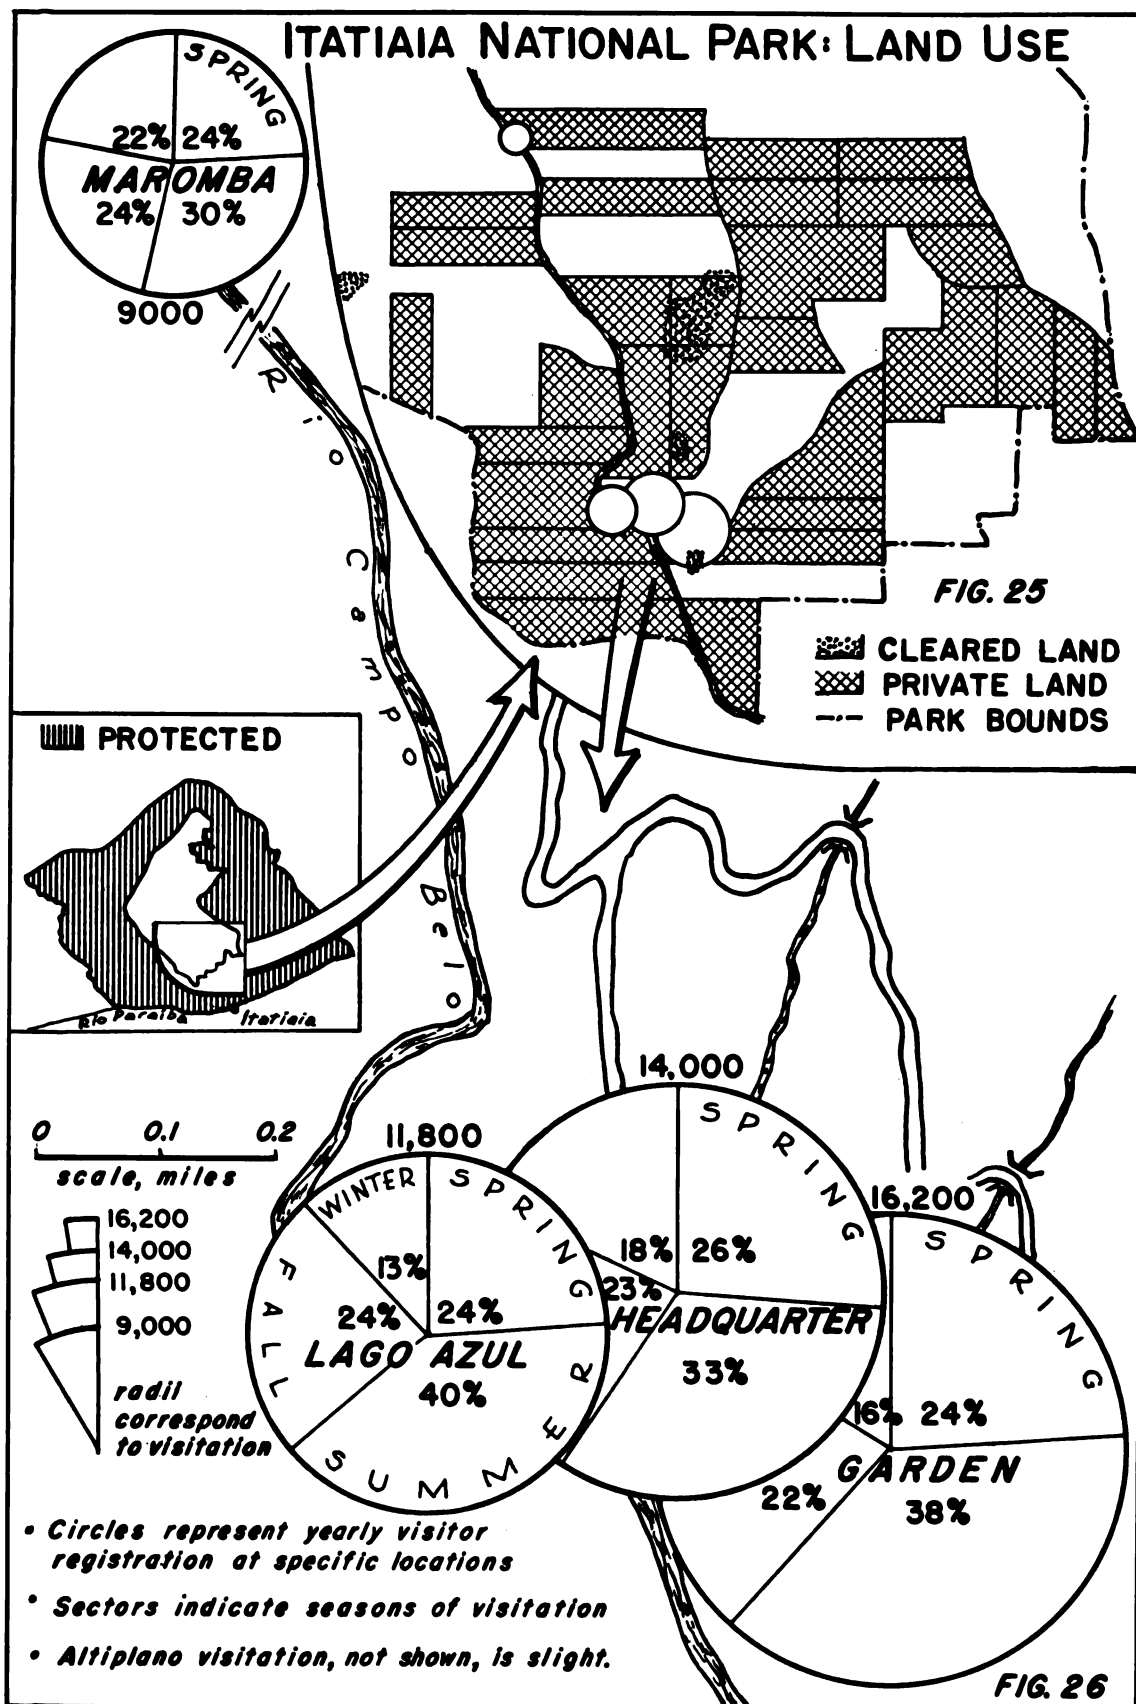 ITATIAIA NATIONAL PARK: LAND USE
SPRING
22% 24%
MAROMBA
24% 30%
9000
Rio Campo Belo
FIG. 25
CLEARED LAND
PRIVATE LAND
PARK BOUNDS
PROTECTED
Rio Paraiba
Itatiaia
0 0.1 0.2
scale, miles
16,200
14,000
11,800
9,000
radii
correspond
to visitation
11,800
WINTER
SPRING
13%
24% 24%
LAGO AZUL
40%
FALL
SUMMER
14,000
SPRING
18% 26%
23%
HEADQUARTER
33%
16,200
SPRING
16% 24%
GARDEN
22% 38%
• Circles represent yearly visitor
registration at specific locations
• Sectors indicate seasons of visitation
• Altiplano visitation, not shown, is slight.
FIG. 26